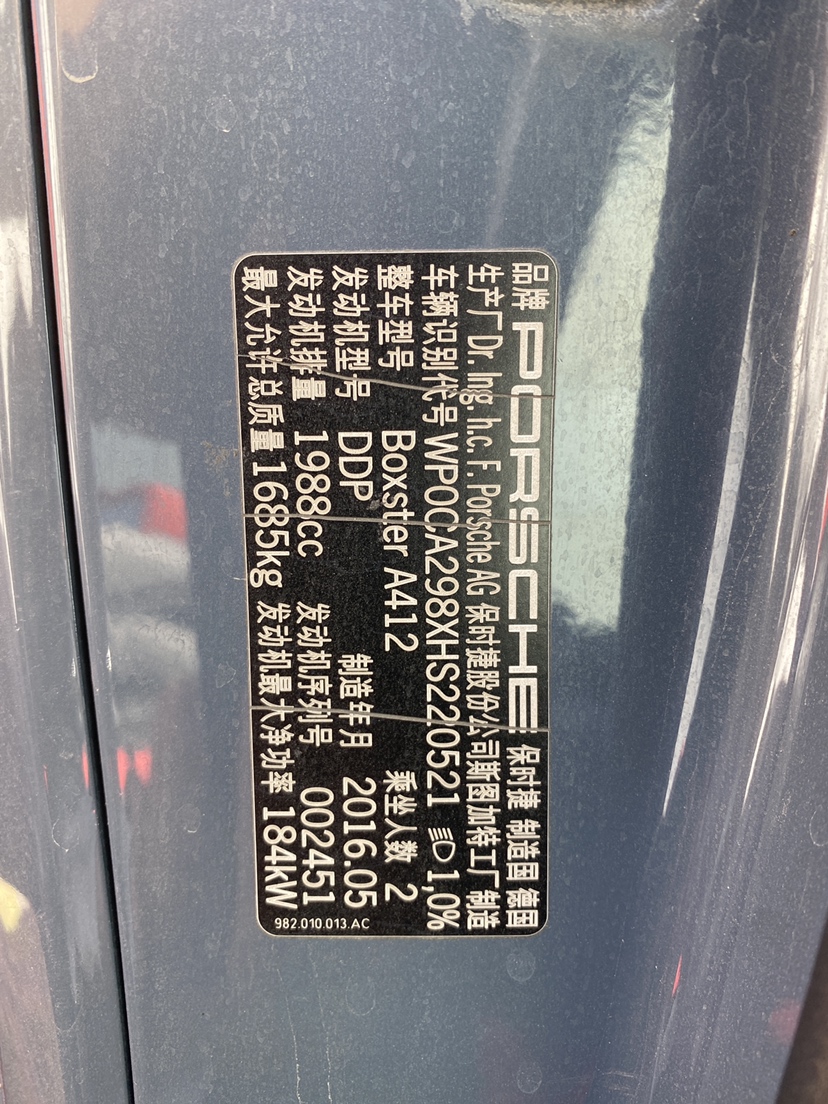 品牌 PORSCHE 保时捷 制造国 德国
生产厂 Dr. Ing. h.c. F. Porsche AG 保时捷股份公司斯图加特工厂 制造
车辆识别代号 WP0CA298XHS220521 1,0%
整车型号 Boxster A412 乘坐人数 2
发动机型号 DDP 制造年月 2016.05
发动机排量 1988cc 发动机序列号 002451
最大允许总质量 1685kg 发动机最大净功率 184kW
982.010.013.AC